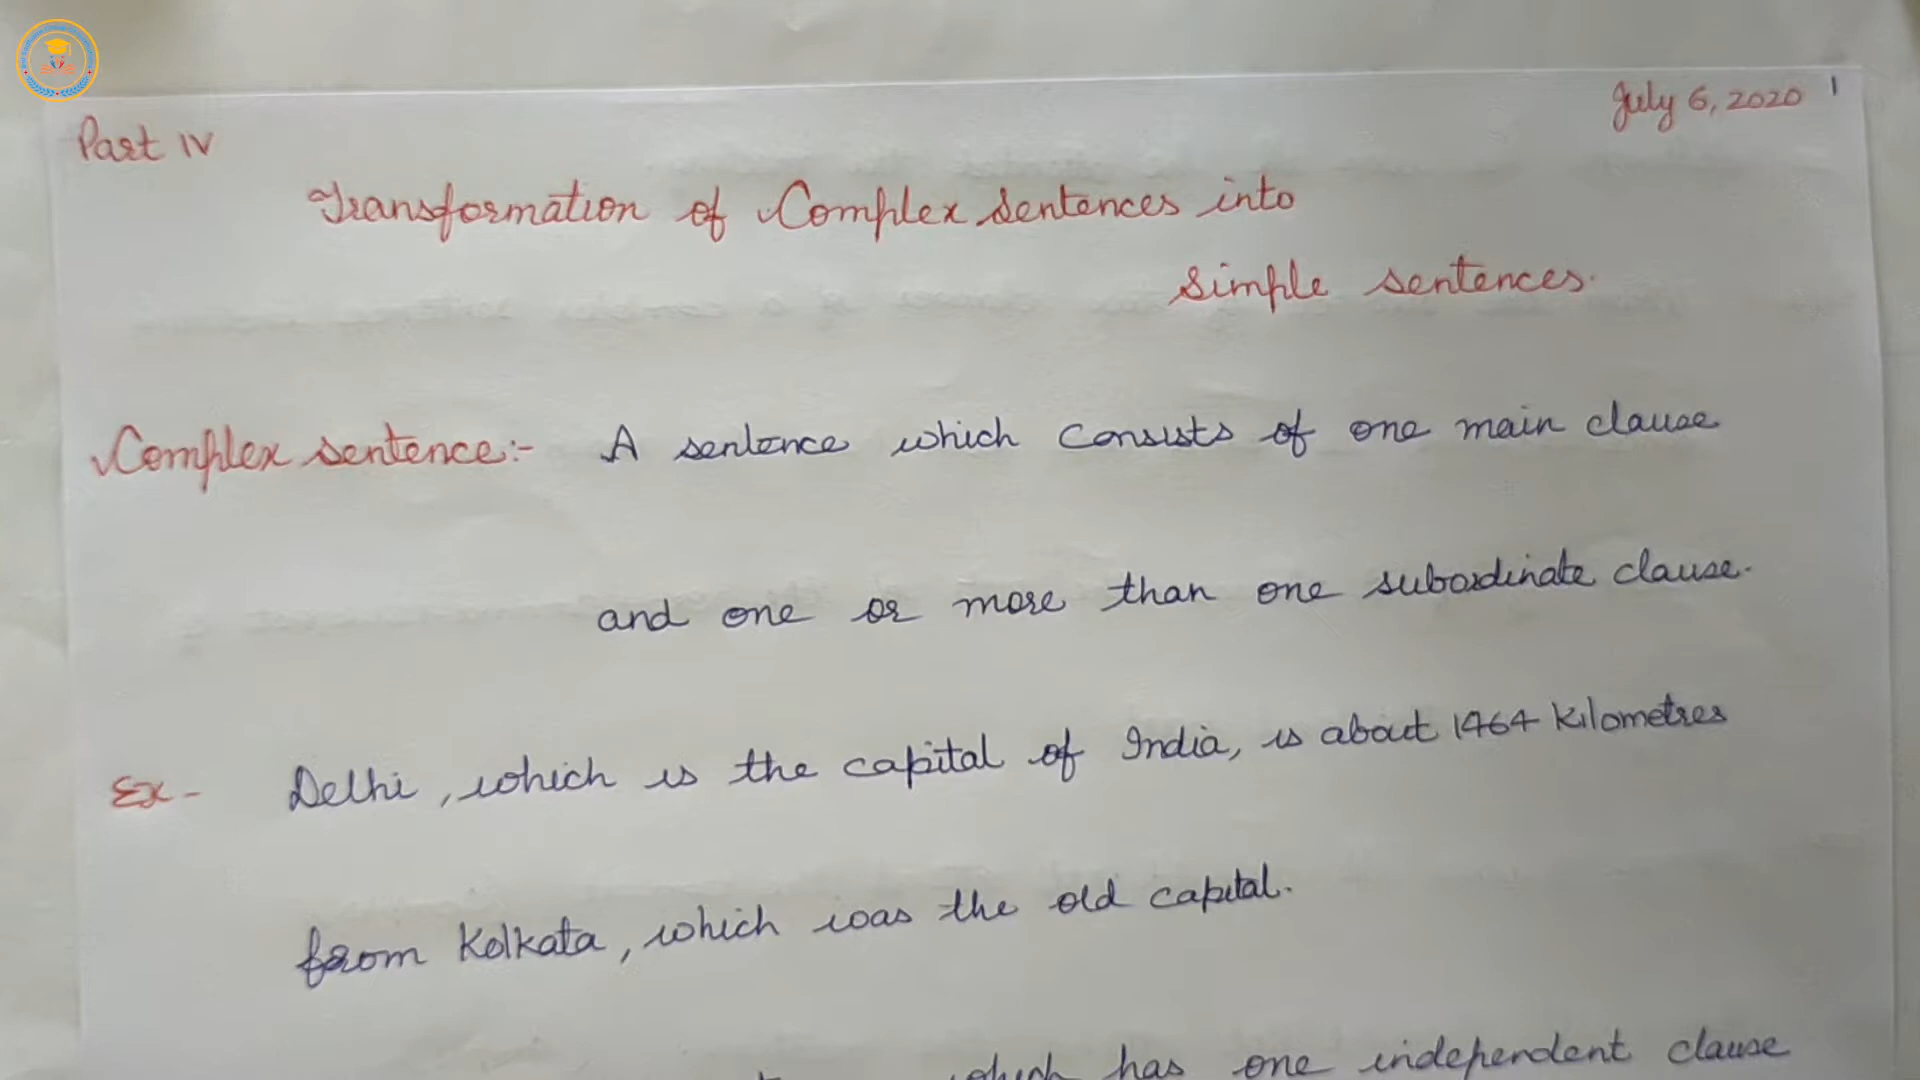 July 6, 2020 1
Part IV
Transformation of Complex sentences into
simple sentences.
Complex sentence:- A sentence which consists of one main clause
and one or more than one subordinate clause.
Ex- Delhi, which is the capital of India, is about 1464 kilometres
from Kolkata, which was the old capital.
which has one independent clause